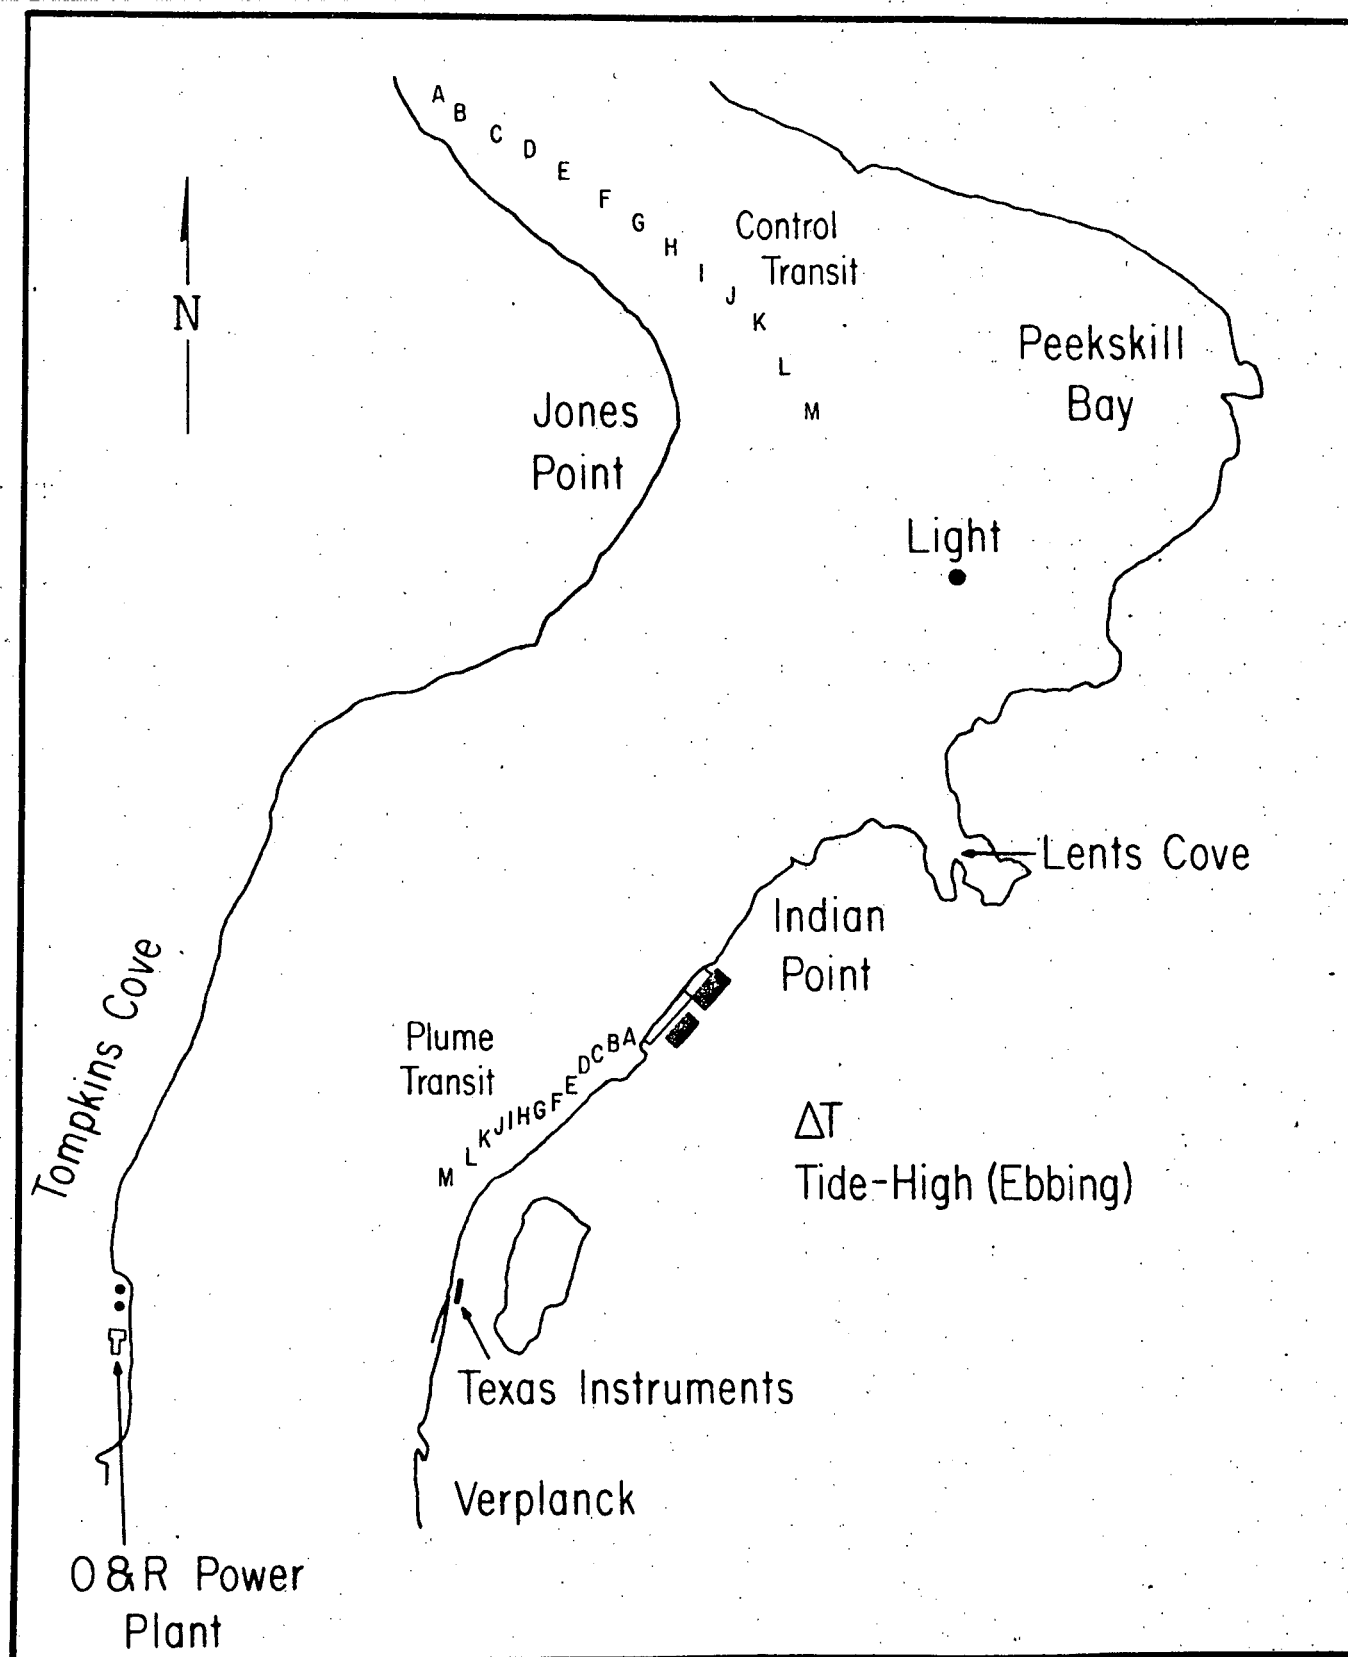 A
B
C
D
E
F
G
H
I
J
K
L
M
Control
Transit
N
Peekskill
Bay
Jones
Point
Light
Lents Cove
Indian
Point
Tompkins Cove
Plume
Transit
A
B
C
D
E
F
G
H
I
J
K
L
M
ΔT
Tide-High (Ebbing)
Texas Instruments
Verplanck
O&R Power
Plant